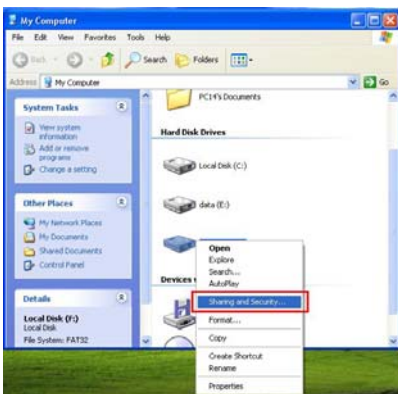 My Computer
File Edit View Favorites Tools Help
Back Search Folders
Address My Computer Go
System Tasks
View system
information
Add or remove
programs
Change a setting
Other Places
My Network Places
My Documents
Shared Documents
Control Panel
Details
Local Disk (F:)
Local Disk
File System: FAT32
PC14's Documents
Hard Disk Drives
Local Disk (C:)
data (E:)
Devices
Open
Explore
Search...
AutoPlay
Sharing and Security...
Format...
Copy
Create Shortcut
Rename
Properties